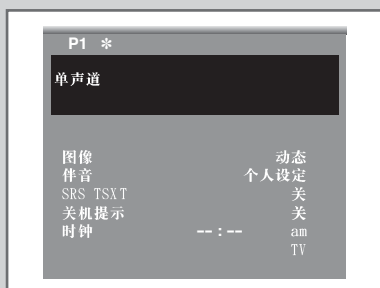 P1 ✻
单声道
图像 动态
伴音 个人设定
SRS TSXT 关
关机提示 关
时钟 --:-- am
TV